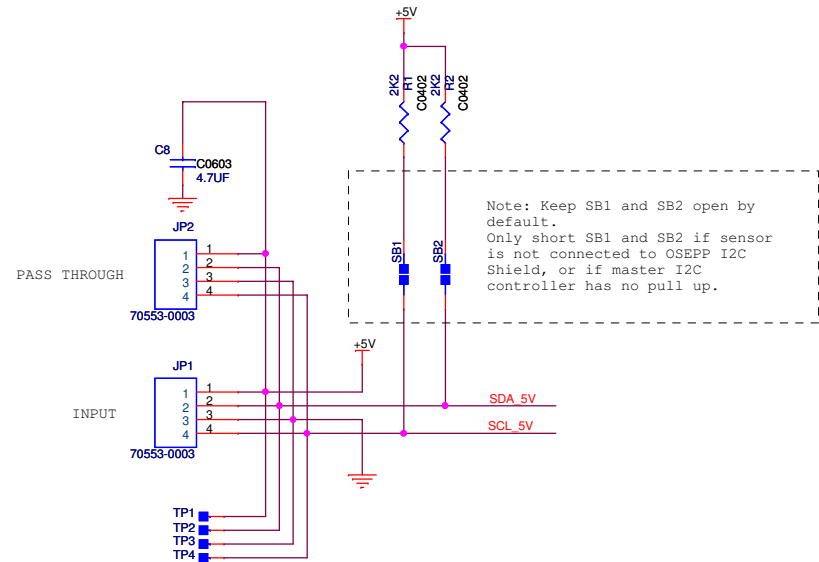 +5V
2K2
R1
C0402
2K2
R2
C0402
C8
C0603
4.7UF
Note: Keep SB1 and SB2 open by
default.
Only short SB1 and SB2 if sensor
is not connected to OSEPP I2C
Shield, or if master I2C
controller has no pull up.
SB1
SB2
JP2
PASS THROUGH
1 1
2 2
3 3
4 4
70553-0003
+5V
JP1
INPUT
1 1
2 2
3 3
4 4
70553-0003
SDA_5V
SCL_5V
TP1
TP2
TP3
TP4